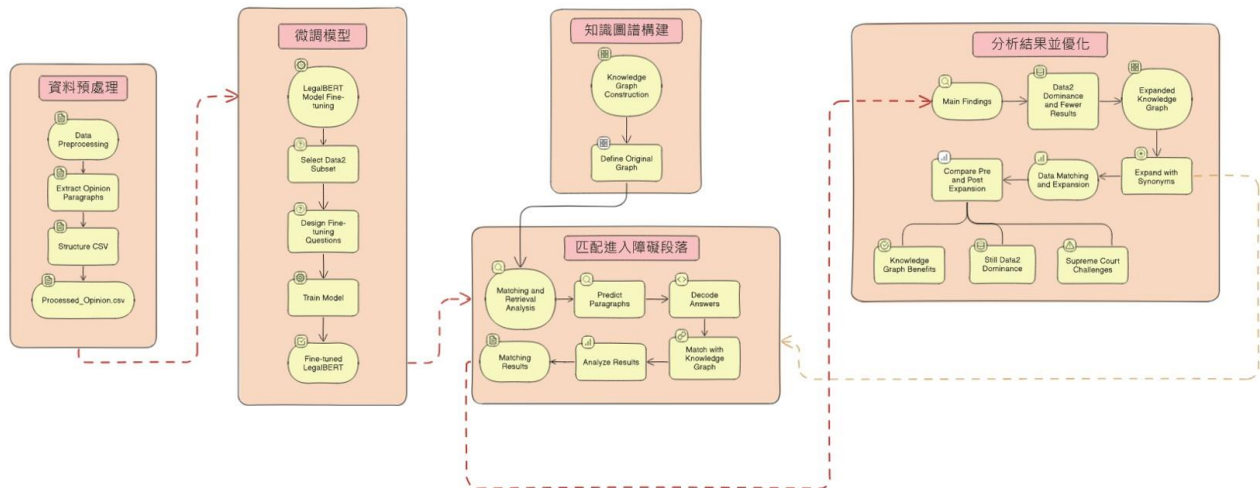 資料預處理
Data
Preprocessing
Extract Opinion
Paragraphs
Structure CSV
Processed_Opinion.csv
微調模型
LegalBERT
Model Fine-
tuning
Select Data2
Subset
Design Fine-
tuning
Questions
Train Model
Fine-tuned
LegalBERT
知識圖譜構建
Knowledge
Graph
Construction
Define Original
Graph
匹配進入障礙段落
Matching and
Retrieval
Analysis
Predict
Paragraphs
Decode
Answers
Match with
Knowledge
Graph
Analyze Results
Matching
Results
分析結果並優化
Main Findings
Data2
Dominance
and Fewer
Results
Expanded
Knowledge
Graph
Expand with
Synonyms
Data Matching
and Expansion
Compare Pre
and Post
Expansion
Knowledge
Graph Benefits
Still Data2
Dominance
Supreme Court
Challenges